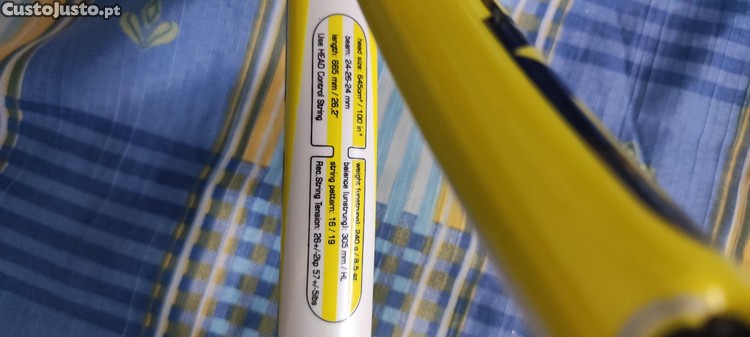 CustoJusto.pt
head size: 645cm² / 100 in²
beam: 24-26-24 mm
length: 665 mm / 26.2"
Use HEAD Control String
weight (unstrung): 240 g / 8.5 oz
balance (unstrung): 305 mm / HL
string pattern: 16 / 19
Rec.String Tension: 26+/-2kp 57+/-5lbs